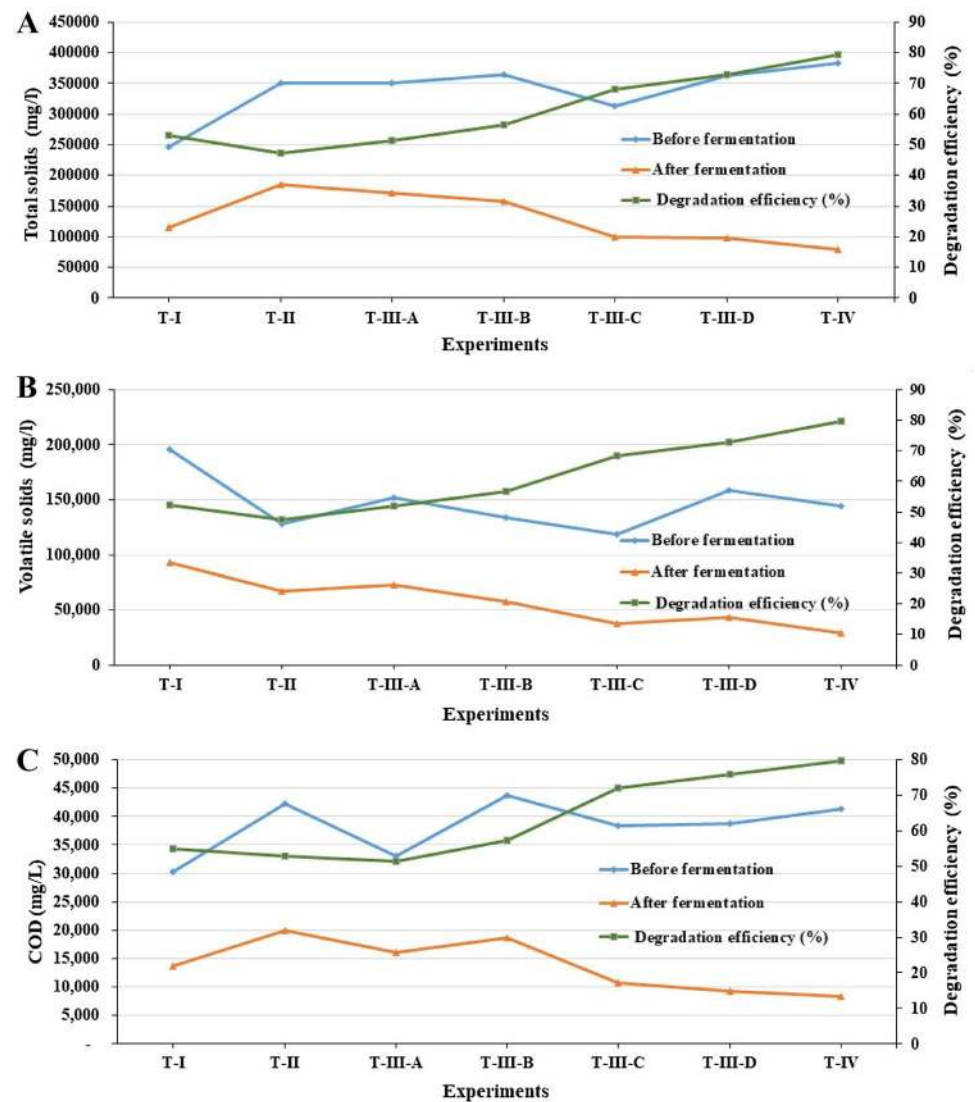 A
Total solids (mg/l)
450000
400000
350000
300000
250000
200000
150000
100000
50000
0
90
80
70
60
50
40
30
20
10
0
Degradation efficiency (%)
Before fermentation
After fermentation
Degradation efficiency (%)
T-I T-II T-III-A T-III-B T-III-C T-III-D T-IV
Experiments
B
Volatile solids (mg/l)
250,000
200,000
150,000
100,000
50,000
0
90
80
70
60
50
40
30
20
10
0
Degradation efficiency (%)
Before fermentation
After fermentation
Degradation efficiency (%)
T-I T-II T-III-A T-III-B T-III-C T-III-D T-IV
Experiments
C
COD (mg/L)
50,000
45,000
40,000
35,000
30,000
25,000
20,000
15,000
10,000
5,000
-
80
70
60
50
40
30
20
10
0
Degradation efficiency (%)
Before fermentation
After fermentation
Degradation efficiency (%)
T-I T-II T-III-A T-III-B T-III-C T-III-D T-IV
Experiments